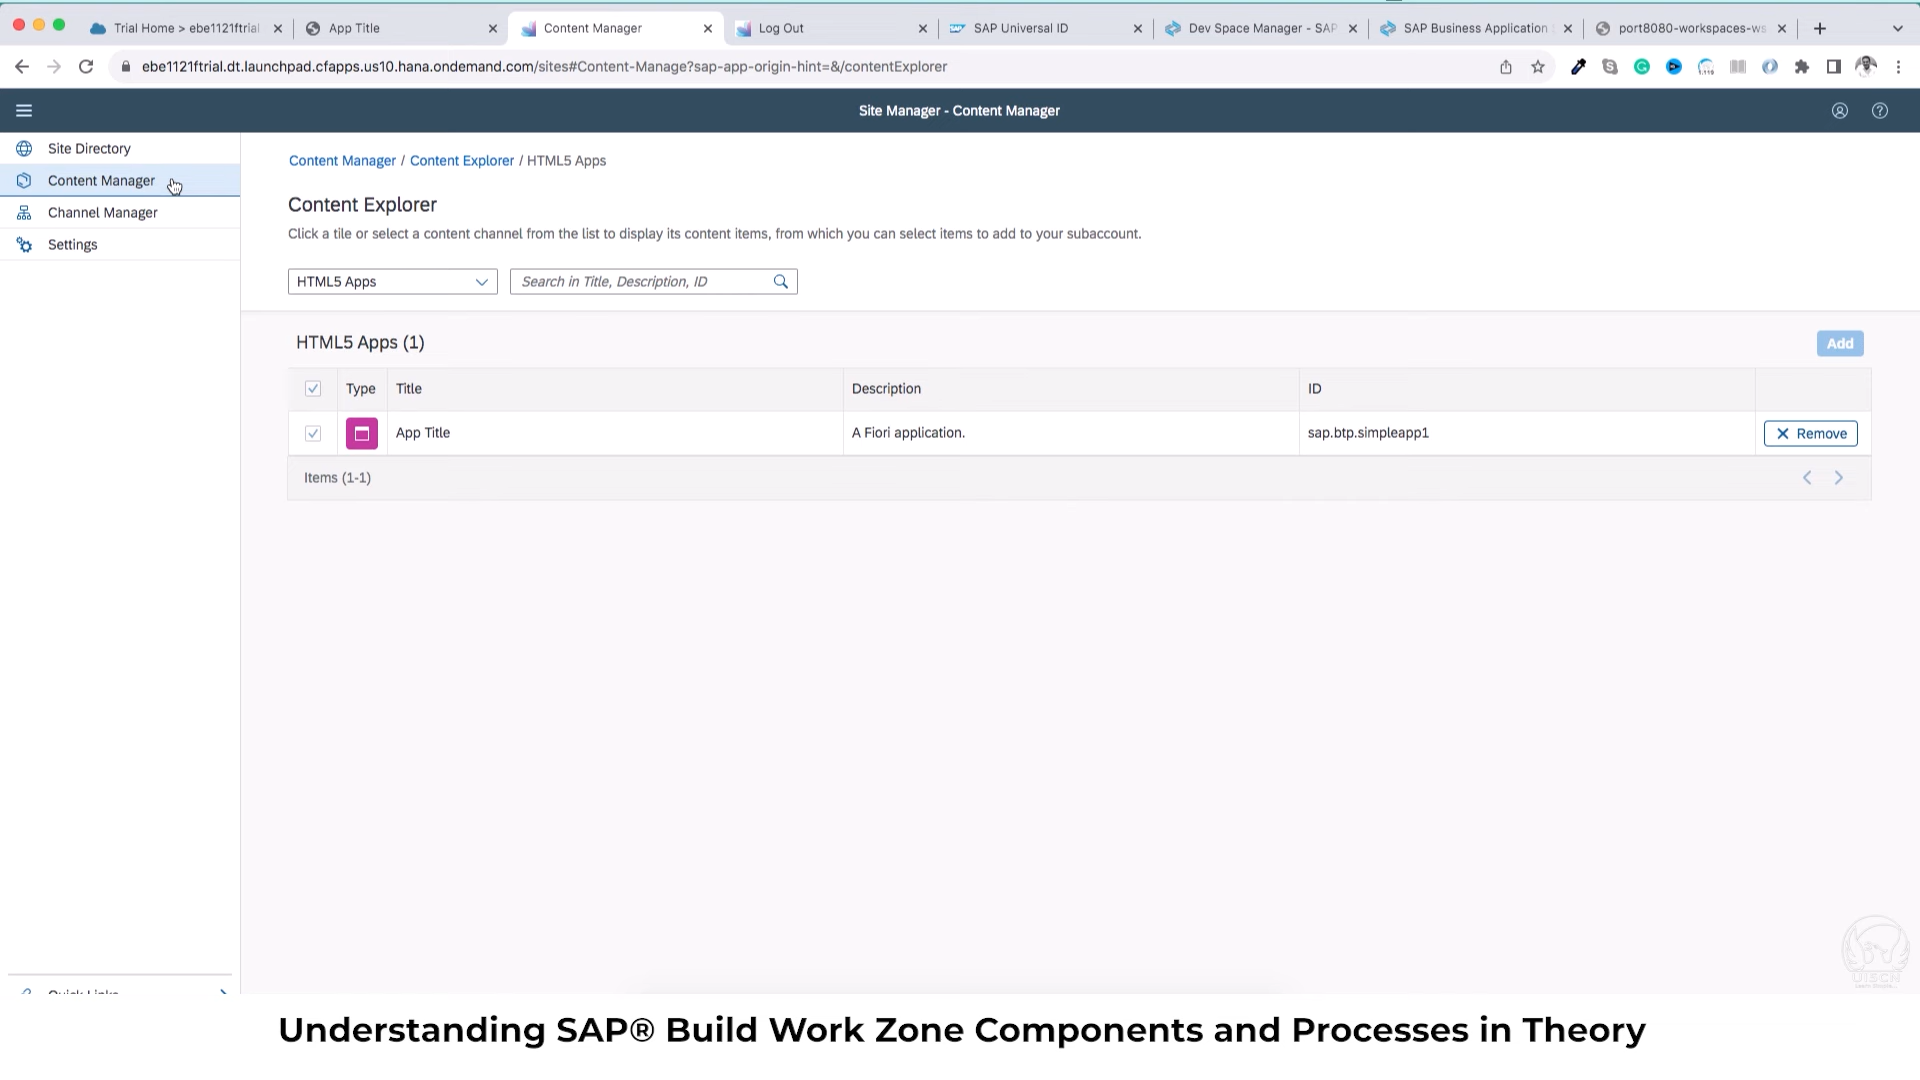 Trial Home > ebe1121ftrial
App Title
Content Manager
Log Out
SAP Universal ID
Dev Space Manager - SAP
SAP Business Application
port8080-workspaces-ws
ebe1121ftrial.dt.launchpad.cfapps.us10.hana.ondemand.com/sites#Content-Manage?sap-app-origin-hint=&/contentExplorer
Site Manager - Content Manager
Site Directory
Content Manager
Channel Manager
Settings
Quick Links
Content Manager / Content Explorer / HTML5 Apps
Content Explorer
Click a tile or select a content channel from the list to display its content items, from which you can select items to add to your subaccount.
HTML5 Apps
Search in Title, Description, ID
HTML5 Apps (1)
Add
Type Title Description ID
App Title A Fiori application. sap.btp.simpleapp1 Remove
Items (1-1)
UISCN
Understanding SAP® Build Work Zone Components and Processes in Theory